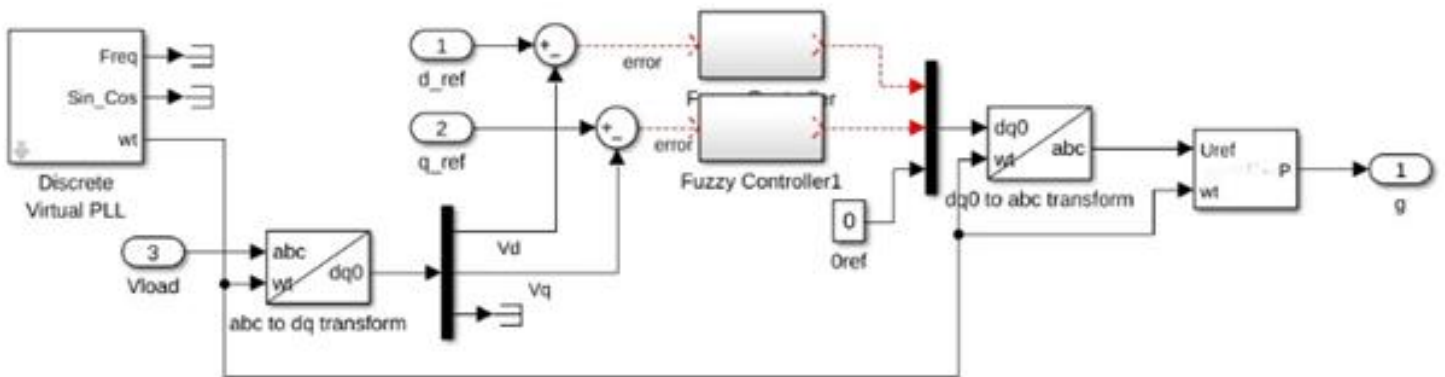 Freq
Sin_Cos
wt
Discrete
Virtual PLL
1
d_ref
2
q_ref
+
−
+
−
error
error
Fuzzy Controller1
0
0ref
dq0
wt
abc
dq0 to abc transform
Uref
wt
P
1
g
3
Vload
abc
wt
dq0
abc to dq transform
Vd
Vq